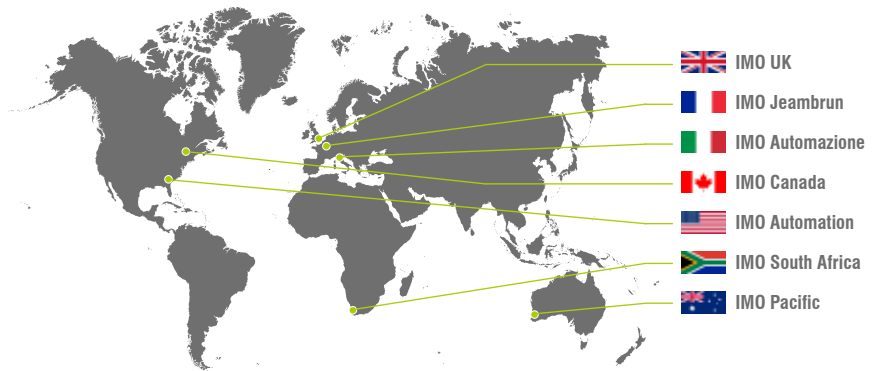 IMO UK
IMO Jeambrun
IMO Automazione
IMO Canada
IMO Automation
IMO South Africa
IMO Pacific